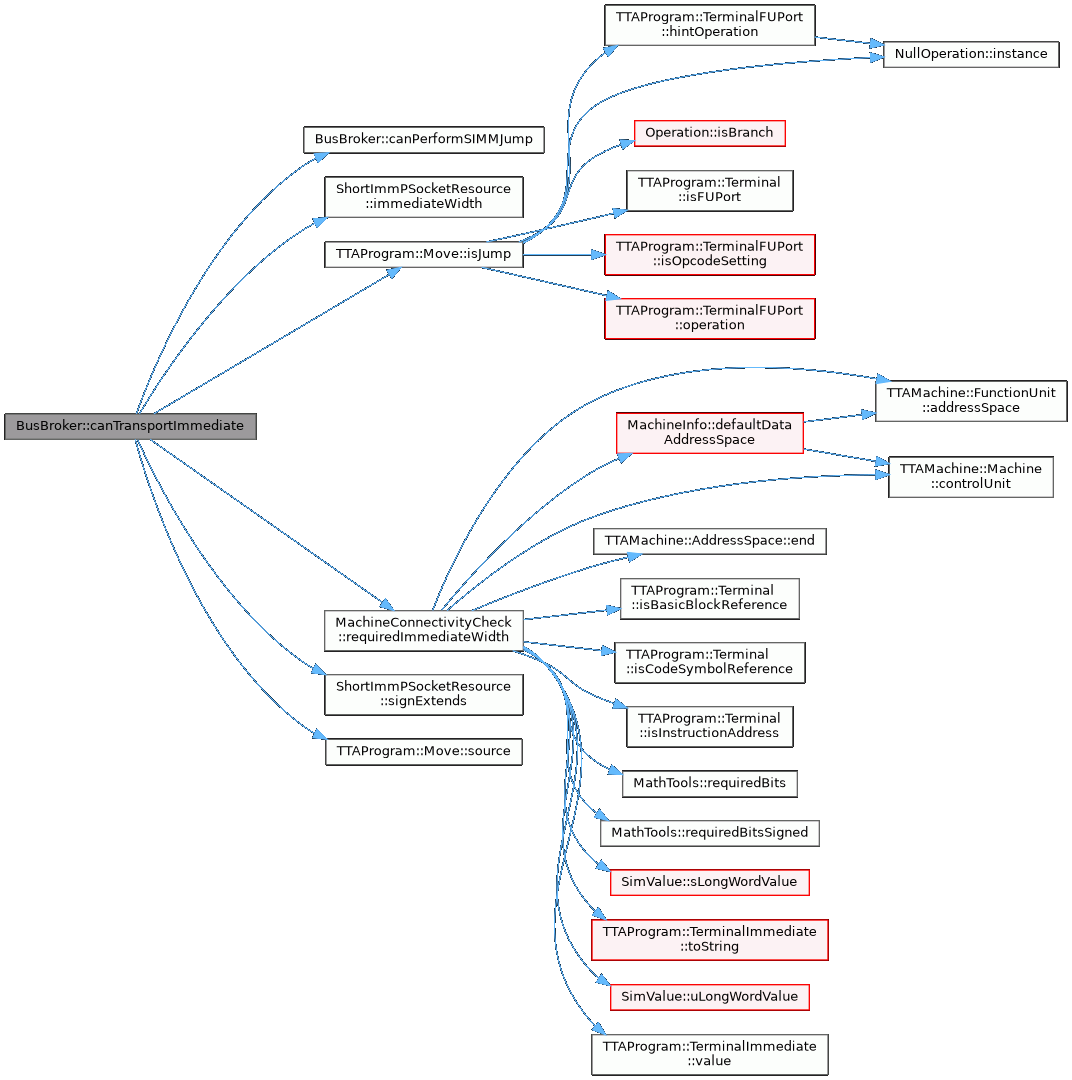 TTAProgram::TerminalFUPort
::hintOperation
NullOperation::instance
BusBroker::canPerformSIMMJump
Operation::isBranch
ShortImmPSocketResource
::immediateWidth
TTAProgram::Terminal
::isFUPort
TTAProgram::Move::isJump
TTAProgram::TerminalFUPort
::isOpcodeSetting
TTAProgram::TerminalFUPort
::operation
TTAMachine::FunctionUnit
::addressSpace
BusBroker::canTransportImmediate
MachineInfo::defaultData
AddressSpace
TTAMachine::Machine
::controlUnit
TTAMachine::AddressSpace::end
TTAProgram::Terminal
::isBasicBlockReference
MachineConnectivityCheck
::requiredImmediateWidth
TTAProgram::Terminal
::isCodeSymbolReference
ShortImmPSocketResource
::signExtends
TTAProgram::Terminal
::isInstructionAddress
TTAProgram::Move::source
MathTools::requiredBits
MathTools::requiredBitsSigned
SimValue::sLongWordValue
TTAProgram::TerminalImmediate
::toString
SimValue::uLongWordValue
TTAProgram::TerminalImmediate
::value